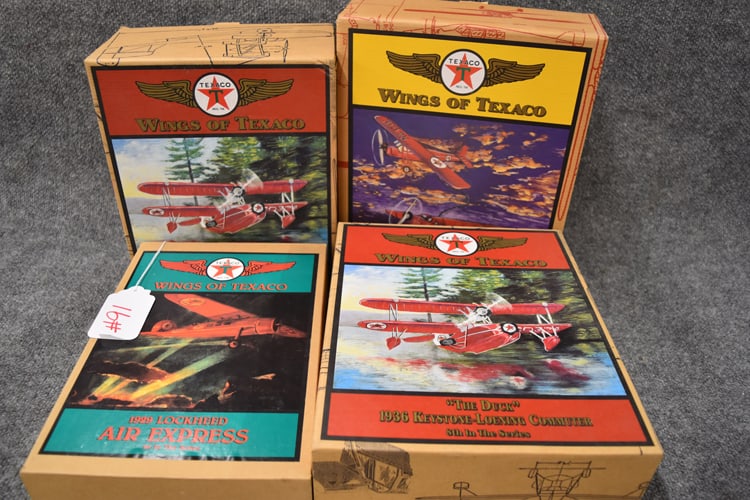 TEXACO
T
WINGS OF TEXACO
TEXACO
T
WINGS OF TEXACO
TEXACO
T
WINGS OF TEXACO
1929 LOCKHEED
AIR EXPRESS
16#
TEXACO
T
WINGS OF TEXACO
"THE DUCK"
1936 KEYSTONE-LOENING COMMUTER
8th In The Series